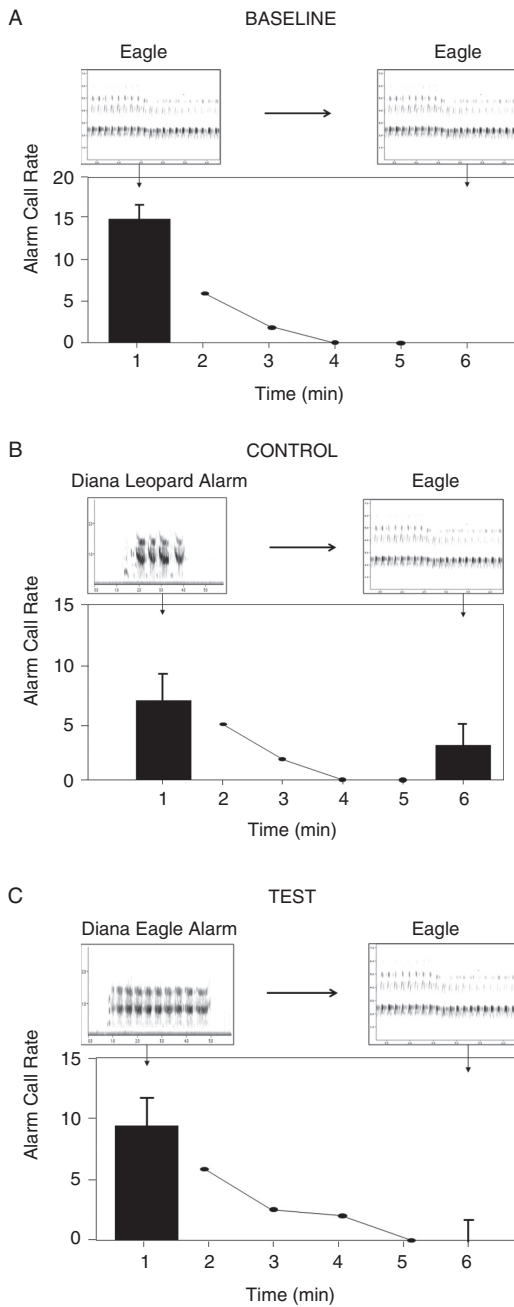 A BASELINE
Eagle Eagle
Alarm Call Rate
20
15
10
5
0
1 2 3 4 5 6
Time (min)
B CONTROL
Diana Leopard Alarm Eagle
Alarm Call Rate
15
10
5
0
1 2 3 4 5 6
Time (min)
C TEST
Diana Eagle Alarm Eagle
Alarm Call Rate
15
10
5
0
1 2 3 4 5 6
Time (min)